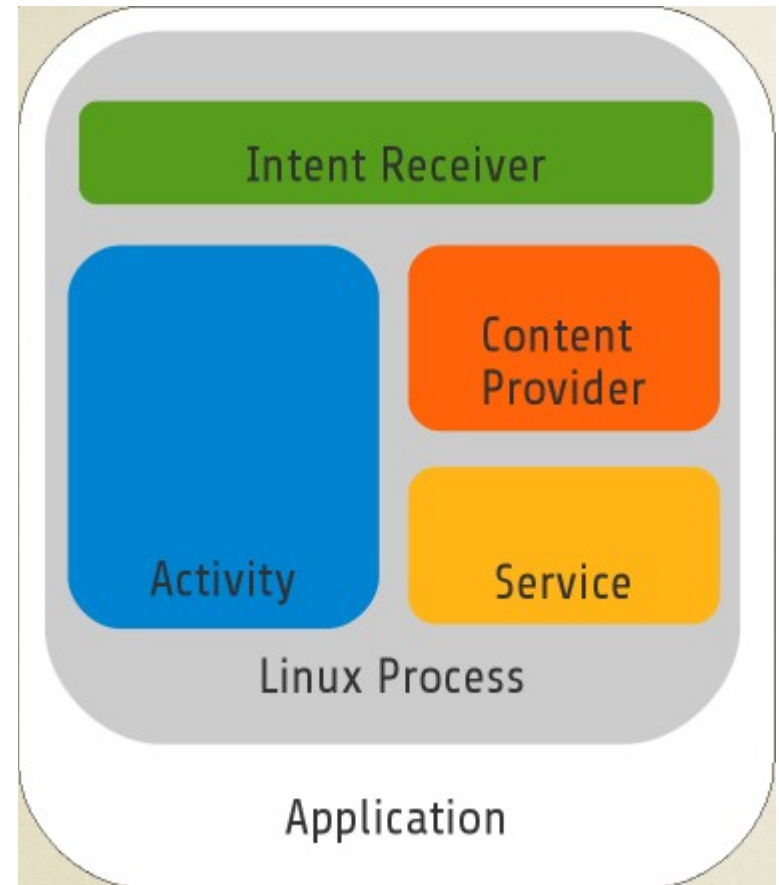 Intent Receiver
Content
Provider
Activity
Service
Linux Process
Application